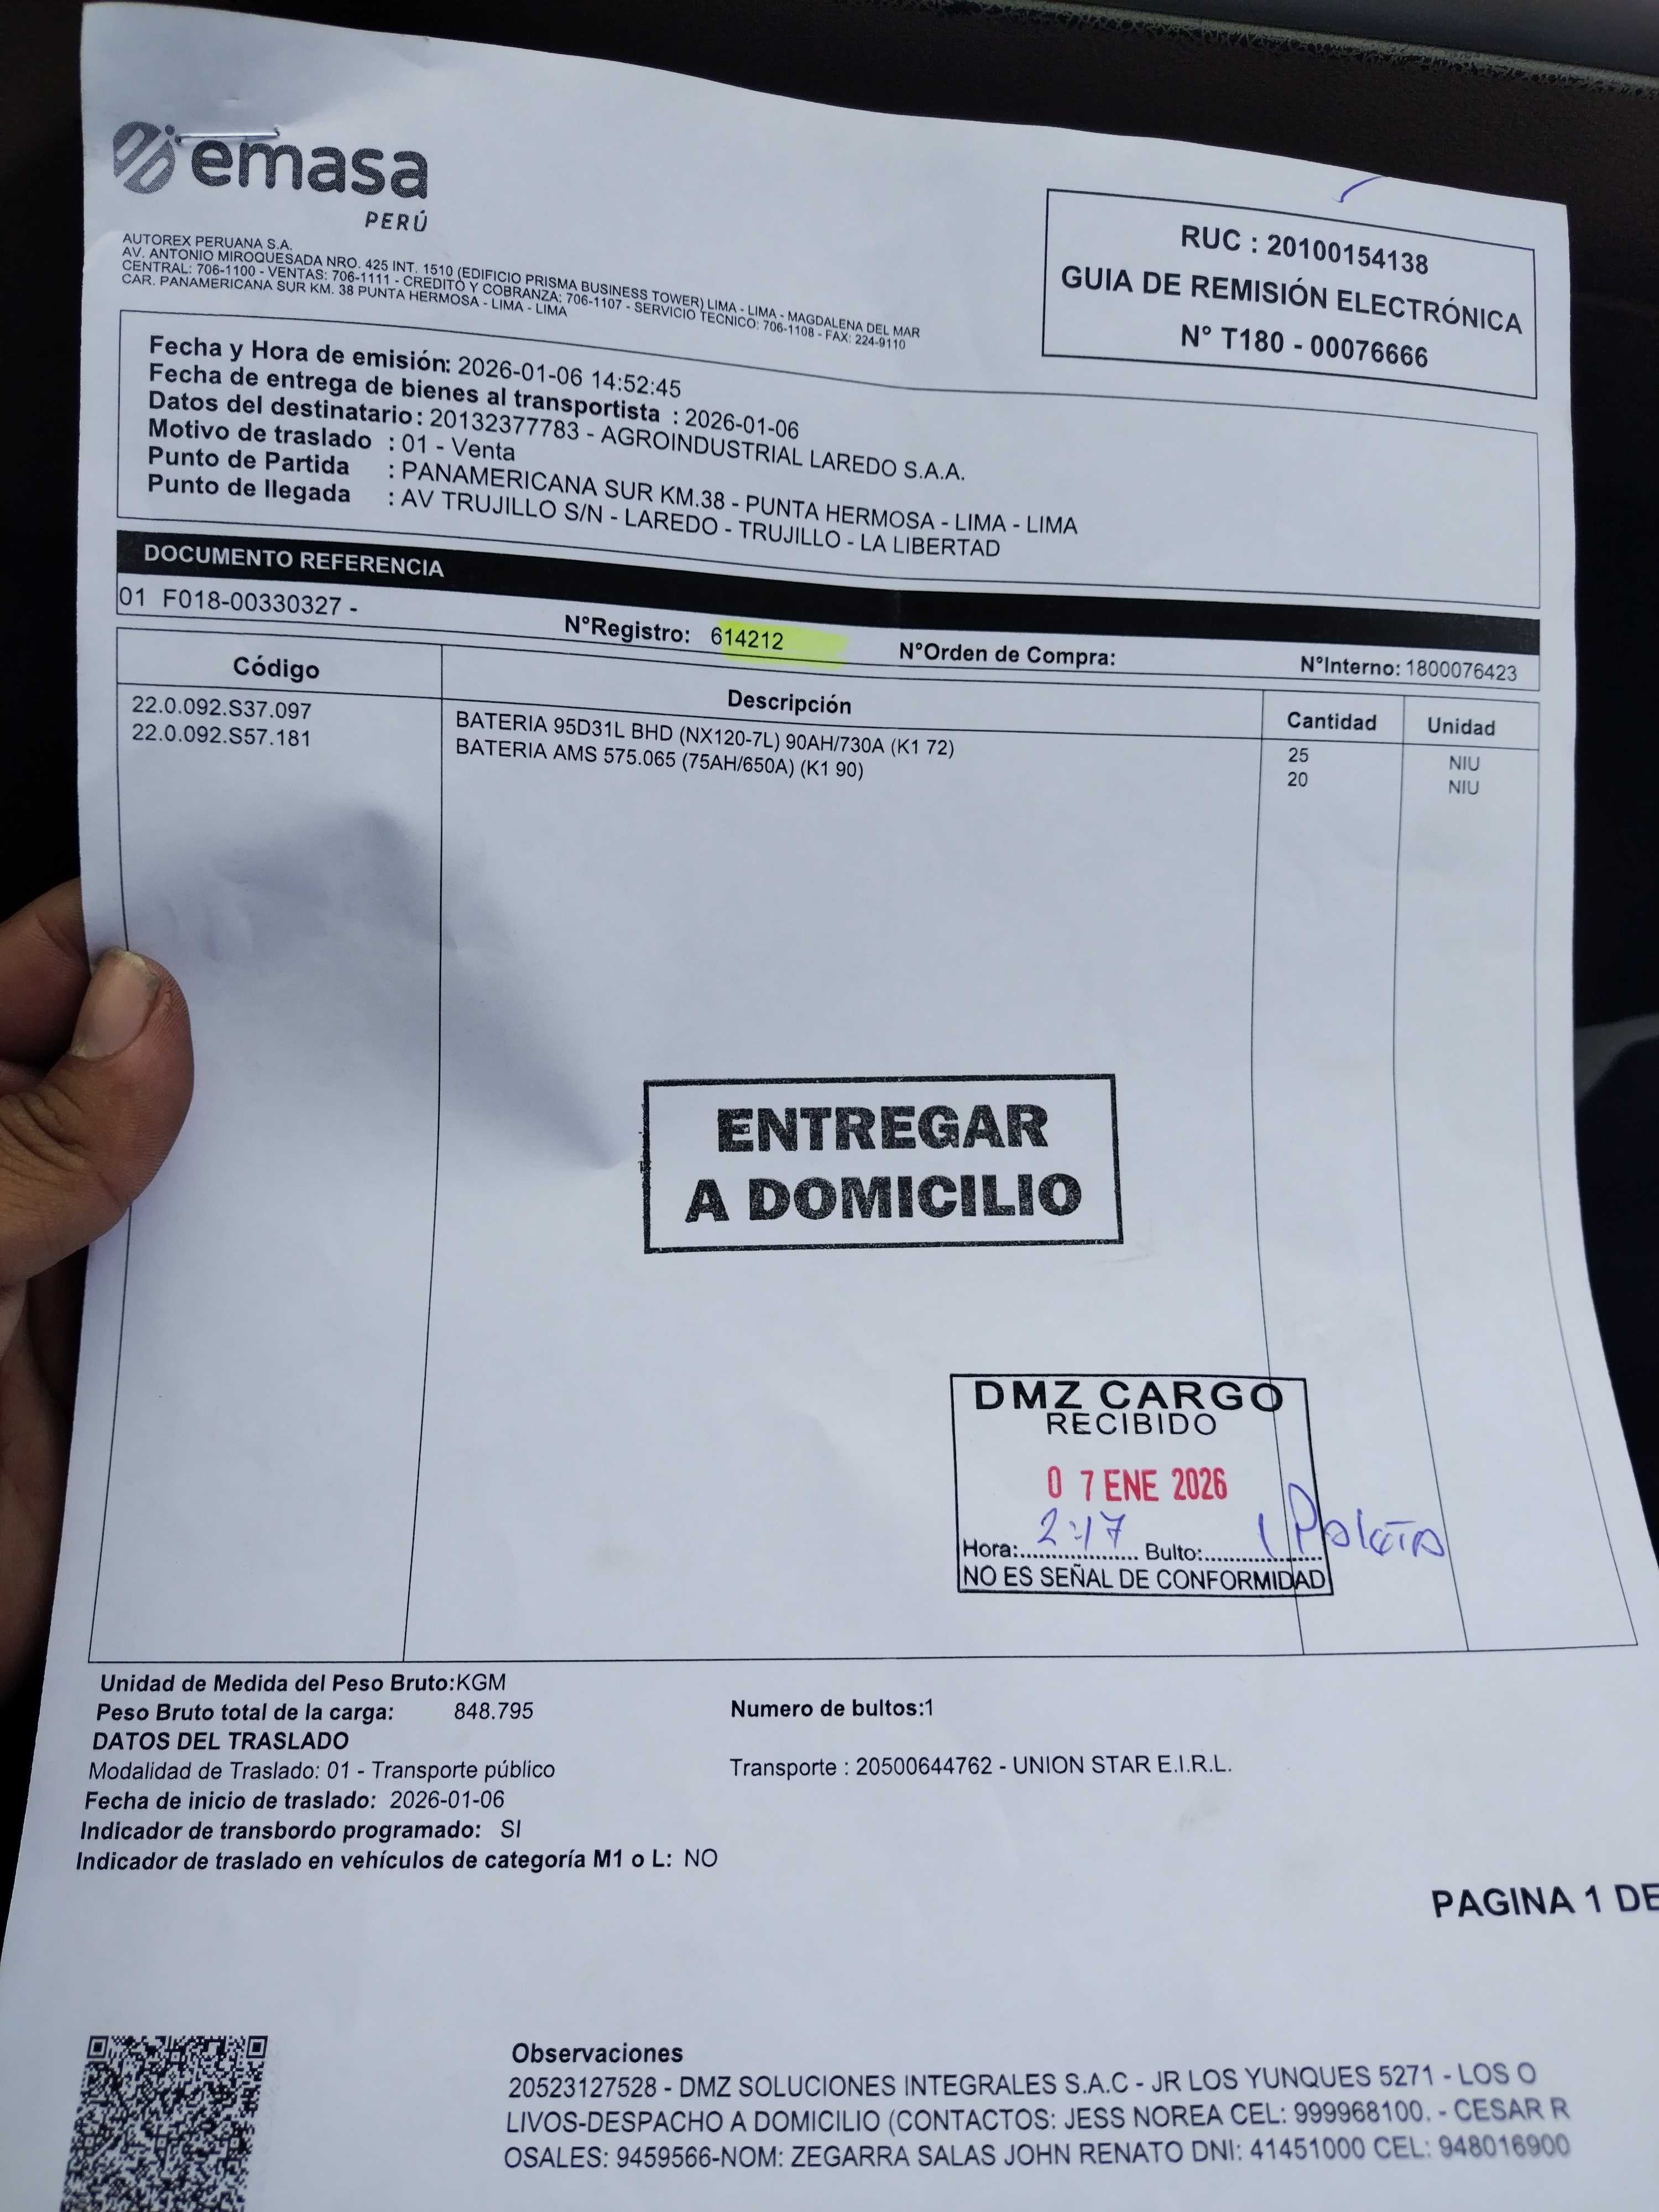 emasa
PERÚ
AUTOREX PERUANA S.A.
AV. ANTONIO MIROQUESADA NRO. 425 INT. 1510 (EDIFICIO PRISMA BUSINESS TOWER) LIMA - LIMA - MAGDALENA DEL MAR
CENTRAL: 706-1100 - VENTAS: 706-1111 - CREDITO Y COBRANZA: 706-1107 - SERVICIO TECNICO: 706-1108 - FAX: 224-9110
CAR. PANAMERICANA SUR KM. 38 PUNTA HERMOSA - LIMA - LIMA
RUC : 20100154138
GUIA DE REMISIÓN ELECTRÓNICA
N° T180 - 00076666
Fecha y Hora de emisión: 2026-01-06 14:52:45
Fecha de entrega de bienes al transportista : 2026-01-06
Datos del destinatario: 20132377783 - AGROINDUSTRIAL LAREDO S.A.A.
Motivo de traslado : 01 - Venta
Punto de Partida : PANAMERICANA SUR KM.38 - PUNTA HERMOSA - LIMA - LIMA
Punto de llegada : AV TRUJILLO S/N - LAREDO - TRUJILLO - LA LIBERTAD
DOCUMENTO REFERENCIA
01 F018-00330327 -
N°Registro: 614212 N°Orden de Compra: N°Interno: 1800076423
Código Descripción Cantidad Unidad
22.0.092.S37.097 BATERIA 95D31L BHD (NX120-7L) 90AH/730A (K1 72) 25 NIU
22.0.092.S57.181 BATERIA AMS 575.065 (75AH/650A) (K1 90) 20 NIU
ENTREGAR
A DOMICILIO
DMZ CARGO
RECIBIDO
07 ENE 2026
Hora: 2:17 Bulto: 1 Paleta
NO ES SEÑAL DE CONFORMIDAD
Unidad de Medida del Peso Bruto:KGM
Peso Bruto total de la carga: 848.795 Numero de bultos:1
DATOS DEL TRASLADO
Modalidad de Traslado: 01 - Transporte público Transporte : 20500644762 - UNION STAR E.I.R.L.
Fecha de inicio de traslado: 2026-01-06
Indicador de transbordo programado: SI
Indicador de traslado en vehículos de categoría M1 o L: NO
PAGINA 1 DE
Observaciones
20523127528 - DMZ SOLUCIONES INTEGRALES S.A.C - JR LOS YUNQUES 5271 - LOS O
LIVOS-DESPACHO A DOMICILIO (CONTACTOS: JESS NOREA CEL: 999968100. - CESAR R
OSALES: 9459566-NOM: ZEGARRA SALAS JOHN RENATO DNI: 41451000 CEL: 948016900